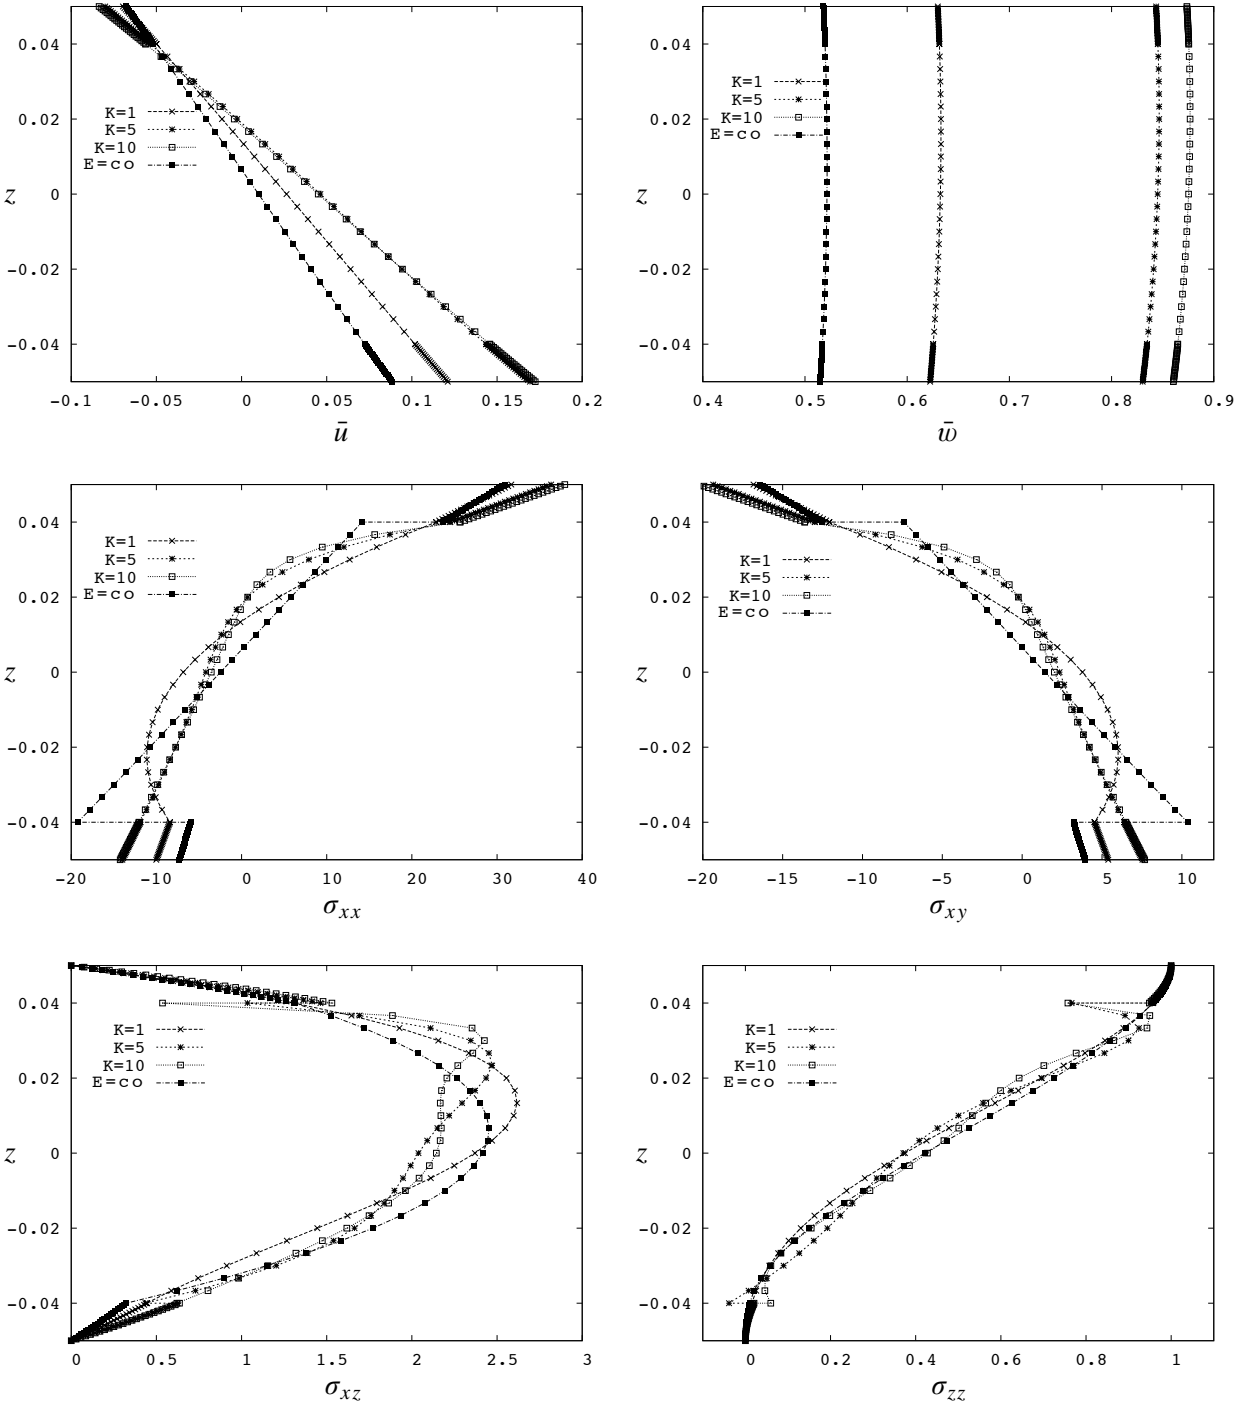 0.04
0.02
0
−0.02
−0.04
z
K=1
K=5
K=10
E=co
−0.1 −0.05 0 0.05 0.1 0.15 0.2
ū
0.04
0.02
0
−0.02
−0.04
z
K=1
K=5
K=10
E=co
0.4 0.5 0.6 0.7 0.8 0.9
w̄
0.04
0.02
0
−0.02
−0.04
z
K=1
K=5
K=10
E=co
−20 −10 0 10 20 30 40
σxx
0.04
0.02
0
−0.02
−0.04
z
K=1
K=5
K=10
E=co
−20 −15 −10 −5 0 5 10
σxy
0.04
0.02
0
−0.02
−0.04
z
K=1
K=5
K=10
E=co
0 0.5 1 1.5 2 2.5 3
σxz
0.04
0.02
0
−0.02
−0.04
z
K=1
K=5
K=10
E=co
0 0.2 0.4 0.6 0.8 1
σzz